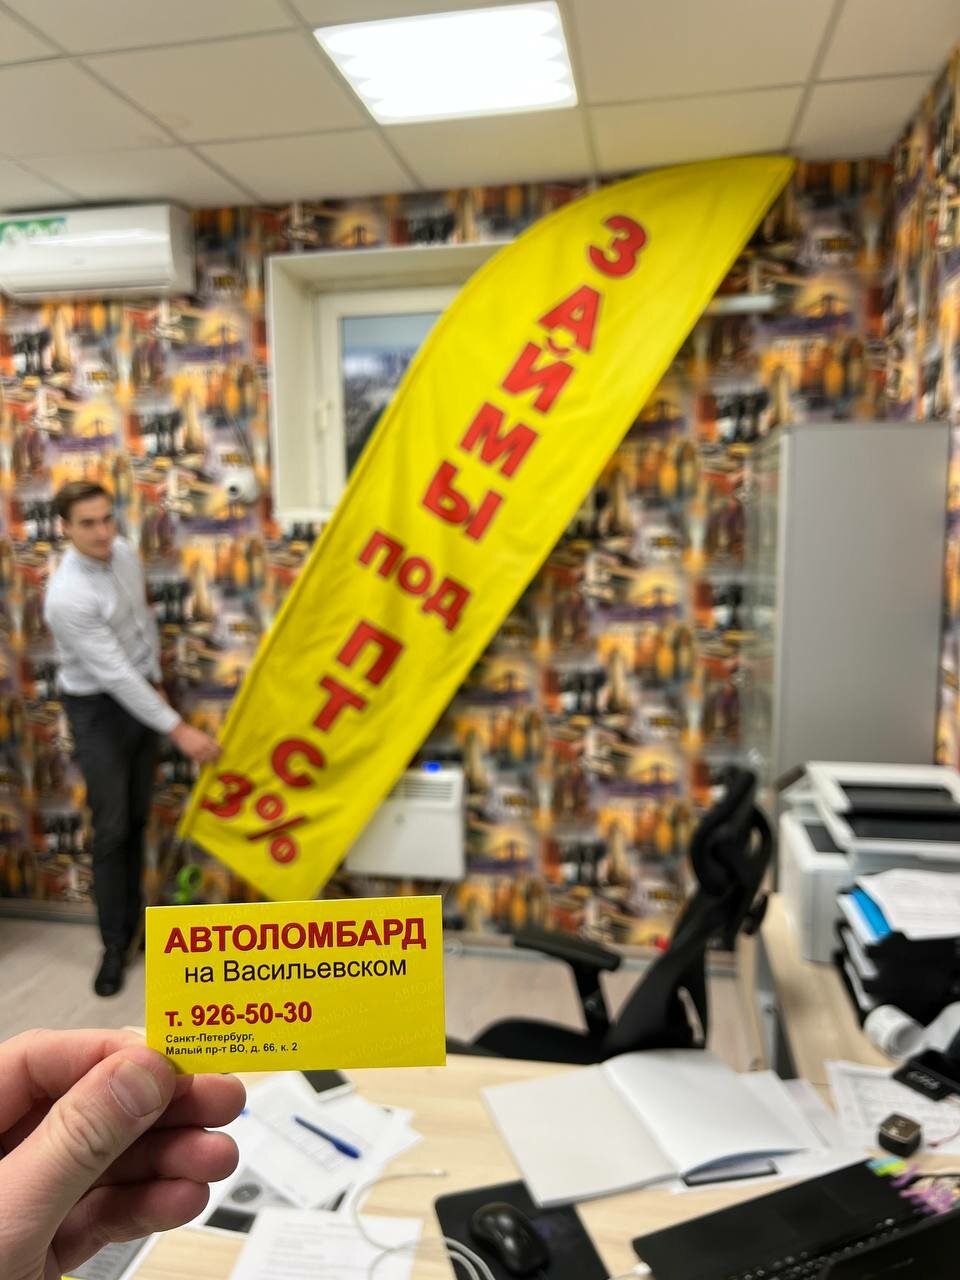 ЗАЙМЫ
ПОД
ПТС
3%
АВТОЛОМБАРД
на Васильевском
т. 926-50-30
Санкт-Петербург,
Малый пр-т ВО, д. 66, к. 2